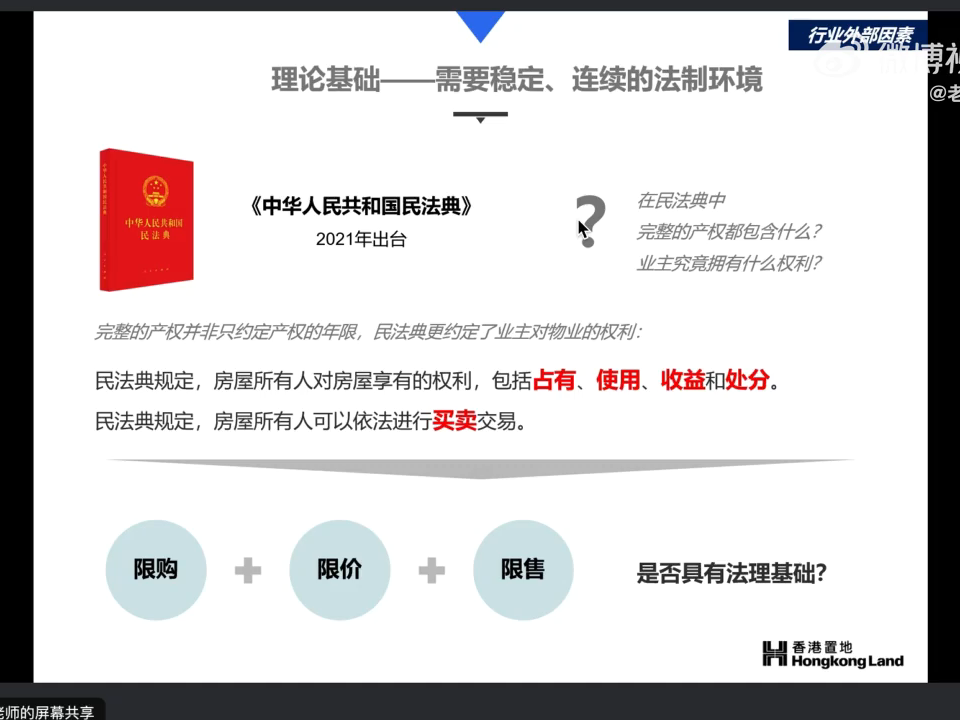 行业外部因素
微博视
@老
理论基础——需要稳定、连续的法制环境
中华人民共和国
民法典
《中华人民共和国民法典》
2021年出台
?
在民法典中
完整的产权都包含什么?
业主究竟拥有什么权利?
完整的产权并非只约定产权的年限，民法典更约定了业主对物业的权利：
民法典规定，房屋所有人对房屋享有的权利，包括占有、使用、收益和处分。
民法典规定，房屋所有人可以依法进行买卖交易。
限购 + 限价 + 限售
是否具有法理基础?
香港置地
Hongkong Land
老师的屏幕共享